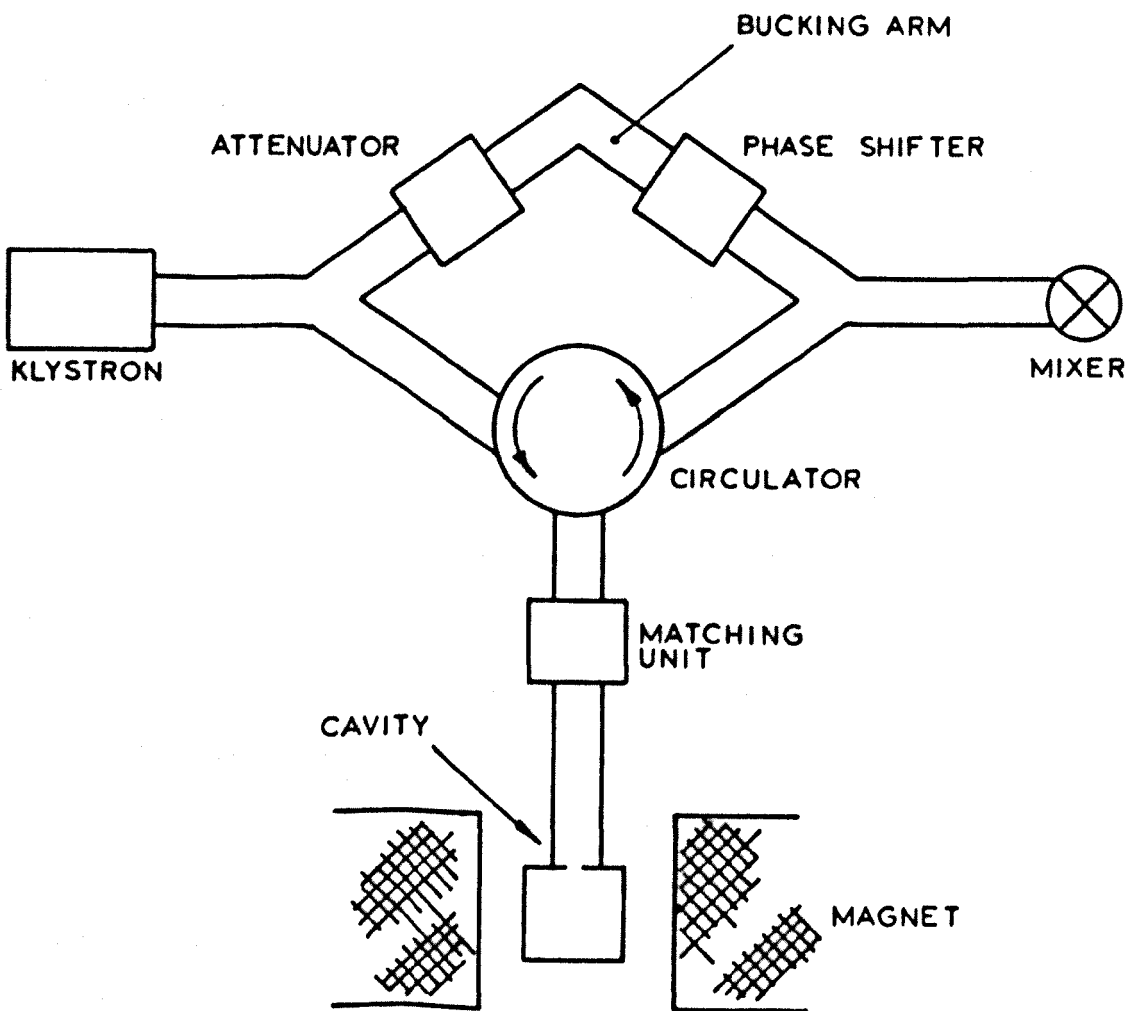 BUCKING ARM
ATTENUATOR
PHASE SHIFTER
KLYSTRON
MIXER
CIRCULATOR
MATCHING
UNIT
CAVITY
MAGNET